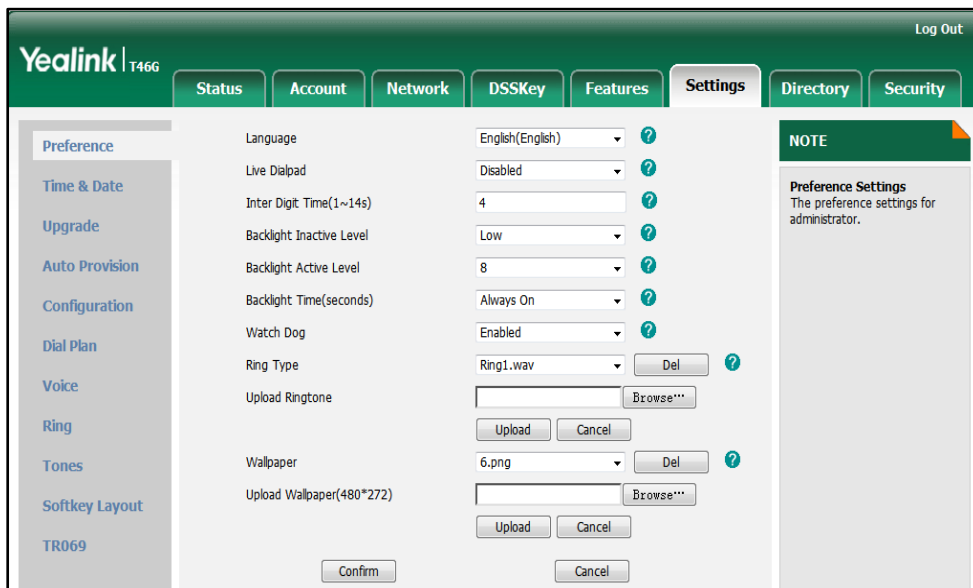 Log Out
Yealink | T46G
Status Account Network DSSKey Features Settings Directory Security
Preference
Time & Date
Upgrade
Auto Provision
Configuration
Dial Plan
Voice
Ring
Tones
Softkey Layout
TR069
Language English(English) ?
Live Dialpad Disabled ?
Inter Digit Time(1~14s) 4 ?
Backlight Inactive Level Low ?
Backlight Active Level 8 ?
Backlight Time(seconds) Always On ?
Watch Dog Enabled ?
Ring Type Ring1.wav Del ?
Upload Ringtone Browse...
Upload Cancel
Wallpaper 6.png Del ?
Upload Wallpaper(480*272) Browse...
Upload Cancel
Confirm Cancel
NOTE
Preference Settings
The preference settings for
administrator.